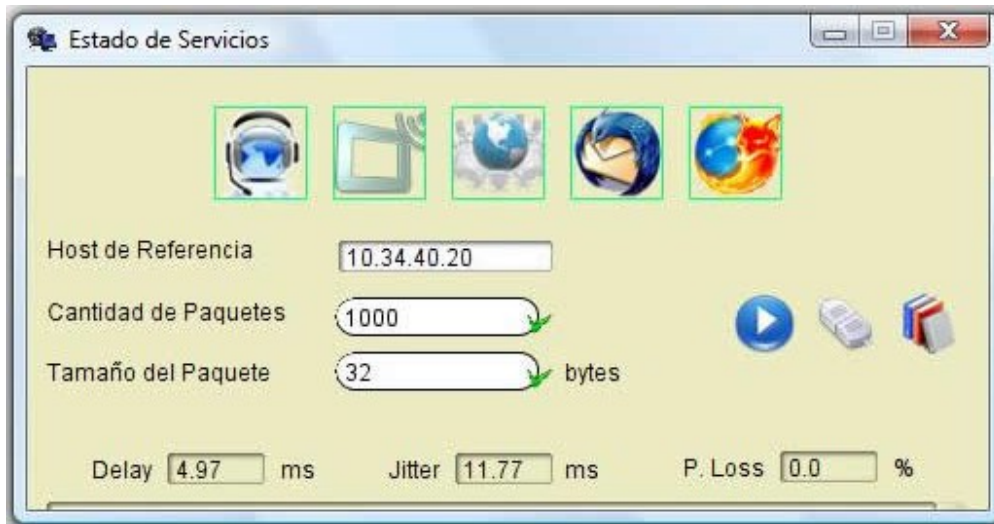 Estado de Servicios
Host de Referencia 10.34.40.20
Cantidad de Paquetes 1000
Tamaño del Paquete 32 bytes
Delay 4.97 ms Jitter 11.77 ms P. Loss 0.0 %